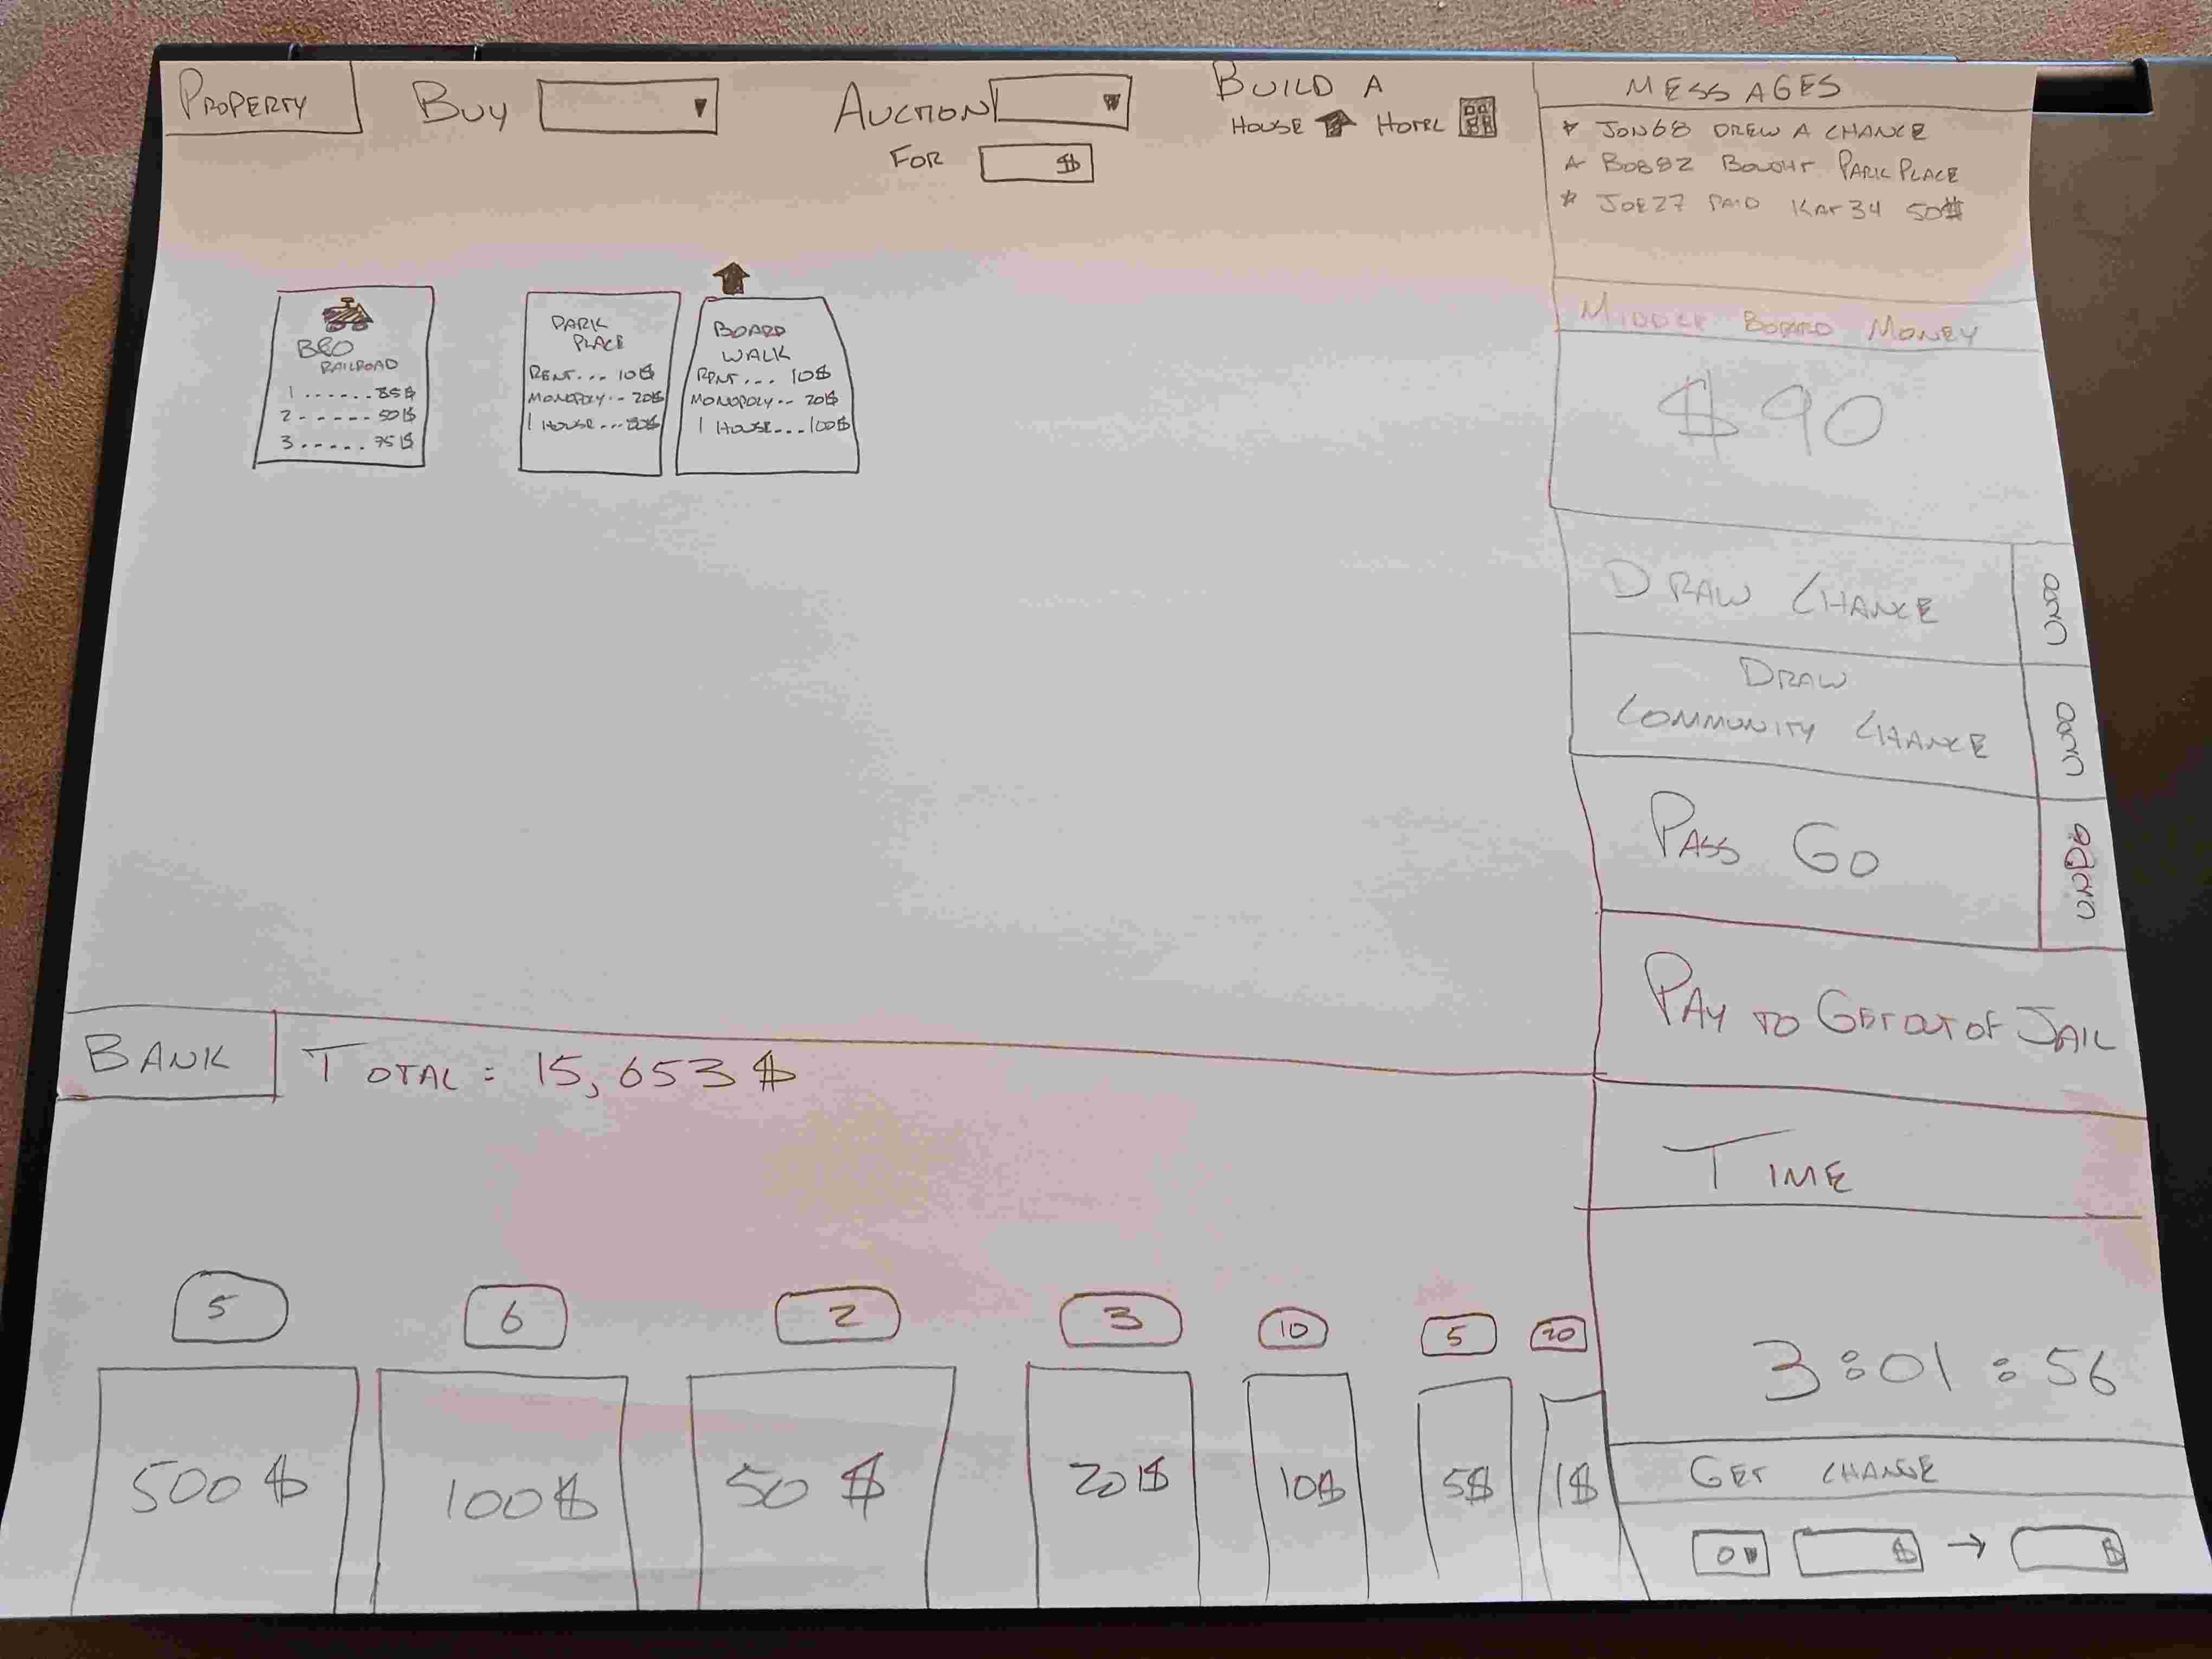 PROPERTY
BUY
AUCTION
FOR $
BUILD A
HOUSE HOTEL
B&O
RAILROAD
1 ...... 25$
2 ...... 50$
3 ...... 75$
PARK
PLACE
RENT... 10$
MONOPOLY.. 20$
1 HOUSE...
BOARD
WALK
RENT... 10$
MONOPOLY... 20$
1 HOUSE...100$
MESSAGES
* JON68 DREW A CHANCE
* BOB82 BOUGHT PARK PLACE
* JOE27 PAID KAT34 50$
MIDDLE BOARD MONEY
$90
DRAW CHANCE
UNDO
DRAW
COMMUNITY CHANCE
UNDO
PASS GO
UNDO
PAY TO GET OUT OF JAIL
TIME
3:01:56
GET CHANGE
0 $ → $
BANK
TOTAL = 15,653$
5
6
2
3
10
5
20
500$
100$
50$
20$
10$
5$
1$